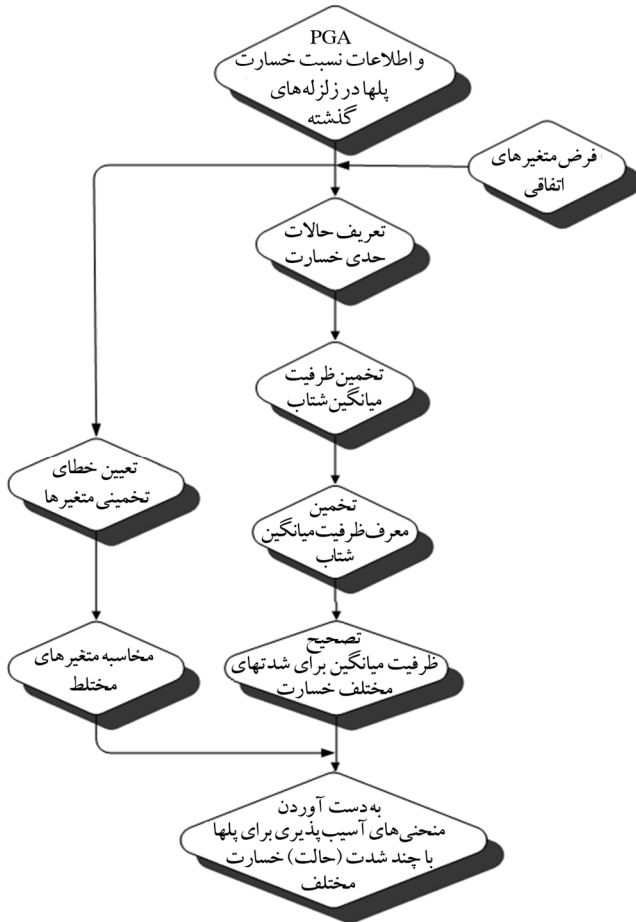 PGA
و اطلاعات نسبت خسارت
پلها در زلزله‌های
گذشته
فرض متغیرهای
اتفاقی
تعریف حالات
حدی خسارت
تخمین ظرفیت
میانگین شتاب
تعیین خطای
تخمینی متغیرها
تخمین
معرف ظرفیت میانگین
شتاب
محاسبه متغیرهای
مختلط
تصحیح
ظرفیت میانگین برای شدتهای
مختلف خسارت
به دست آوردن
منحنی‌های آسیب‌پذیری برای پلها
با چند شدت (حالت) خسارت
مختلف